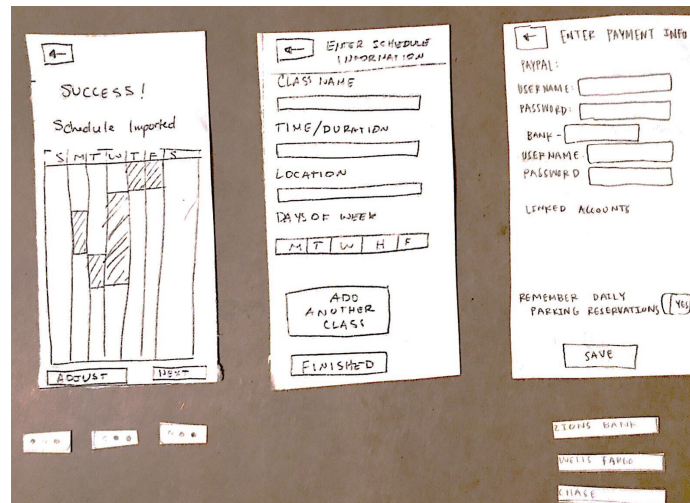 SUCCESS!
Schedule Imported
S M T W T F S
ADJUST NEXT
ENTER SCHEDULE
INFORMATION
CLASS NAME
TIME/DURATION
LOCATION
DAYS OF WEEK
M T W H F
ADD
ANOTHER
CLASS
FINISHED
ENTER PAYMENT INFO
PAYPAL:
USERNAME:
PASSWORD:
BANK-
USERNAME-
PASSWORD
LINKED ACCOUNTS
REMEMBER DAILY
PARKING RESERVATIONS YES
SAVE
ZIONS BANK
WELLS FARGO
CHASE